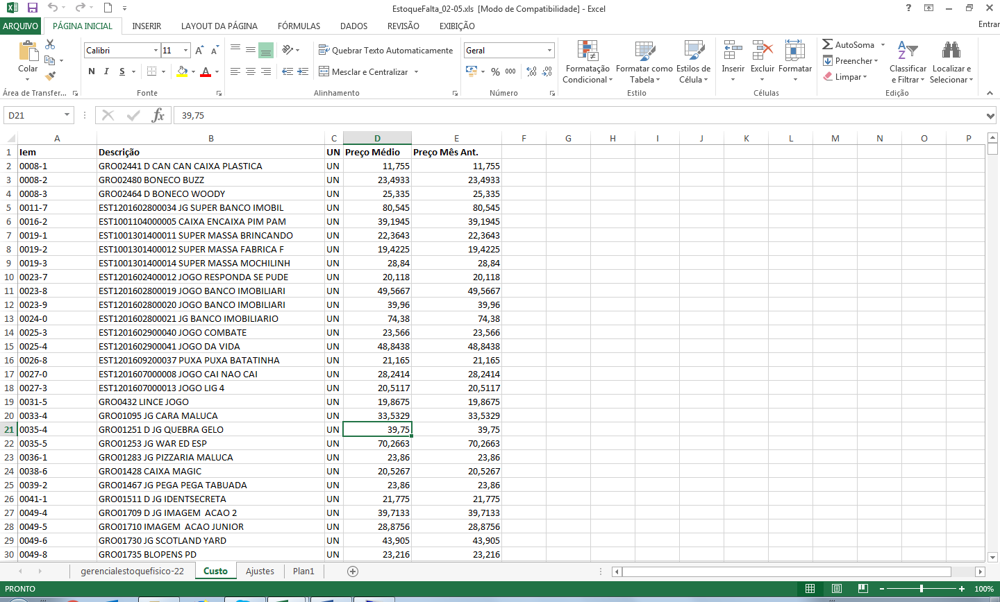 EstoqueFalta_02-05.xls [Modo de Compatibilidade] - Excel
ARQUIVO PÁGINA INICIAL INSERIR LAYOUT DA PÁGINA FÓRMULAS DADOS REVISÃO EXIBIÇÃO Entrar
Calibri 11 Quebrar Texto Automaticamente Geral AutoSoma
Preencher
Colar N I S Mesclar e Centralizar % 000 Formatação Condicional Formatar como Tabela Estilos de Célula Inserir Excluir Formatar Limpar Classificar e Filtrar Localizar e Selecionar
Área de Transfer... Fonte Alinhamento Número Estilo Células Edição
D21 fx 39,75
A B C D E F G H I J K L M N O P
1 Iem Descrição UN Preço Médio Preço Mês Ant.
2 0008-1 GRO02441 D CAN CAN CAIXA PLASTICA UN 11,755 11,755
3 0008-2 GRO02480 BONECO BUZZ UN 23,4933 23,4933
4 0008-3 GRO02464 D BONECO WOODY UN 25,335 25,335
5 0011-7 EST1201602800034 JG SUPER BANCO IMOBIL UN 80,545 80,545
6 0016-2 EST1001104000005 CAIXA ENCAIXA PIM PAM UN 39,1945 39,1945
7 0019-1 EST1001301400011 SUPER MASSA BRINCANDO UN 22,3643 22,3643
8 0019-2 EST1001301400012 SUPER MASSA FABRICA F UN 19,4225 19,4225
9 0019-3 EST1001301400014 SUPER MASSA MOCHILINH UN 28,84 28,84
10 0023-7 EST1201602400012 JOGO RESPONDA SE PUDE UN 20,118 20,118
11 0023-8 EST1201602800019 JOGO BANCO IMOBILIARI UN 49,5667 49,5667
12 0023-9 EST1201602800020 JOGO BANCO IMOBILIARI UN 39,96 39,96
13 0024-0 EST1201602800021 JG BANCO IMOBILIARIO UN 74,38 74,38
14 0025-3 EST1201602900040 JOGO COMBATE UN 23,566 23,566
15 0025-4 EST1201602900041 JOGO DA VIDA UN 48,8438 48,8438
16 0026-8 EST1201609200037 PUXA PUXA BATATINHA UN 21,165 21,165
17 0027-0 EST1201607000008 JOGO CAI NAO CAI UN 28,2414 28,2414
18 0027-3 EST1201607000013 JOGO LIG 4 UN 20,5117 20,5117
19 0031-5 GRO0432 LINCE JOGO UN 19,8675 19,8675
20 0033-4 GRO01095 JG CARA MALUCA UN 33,5329 33,5329
21 0035-4 GRO01251 D JG QUEBRA GELO UN 39,75 39,75
22 0035-5 GRO01253 JG WAR ED ESP UN 70,2663 70,2663
23 0036-1 GRO01283 JG PIZZARIA MALUCA UN 23,86 23,86
24 0038-6 GRO01428 CAIXA MAGIC UN 20,5267 20,5267
25 0039-2 GRO01467 JG PEGA PEGA TABUADA UN 23,86 23,86
26 0041-1 GRO01511 D JG IDENTSECRETA UN 21,775 21,775
27 0049-4 GRO01709 D JG IMAGEM ACAO 2 UN 39,7133 39,7133
28 0049-5 GRO01710 IMAGEM ACAO JUNIOR UN 28,8756 28,8756
29 0049-6 GRO01730 JG SCOTLAND YARD UN 43,905 43,905
30 0049-8 GRO01735 BLOPENS PD UN 23,216 23,216
gerencialestoquefisico-22 Custo Ajustes Plan1
PRONTO 100%